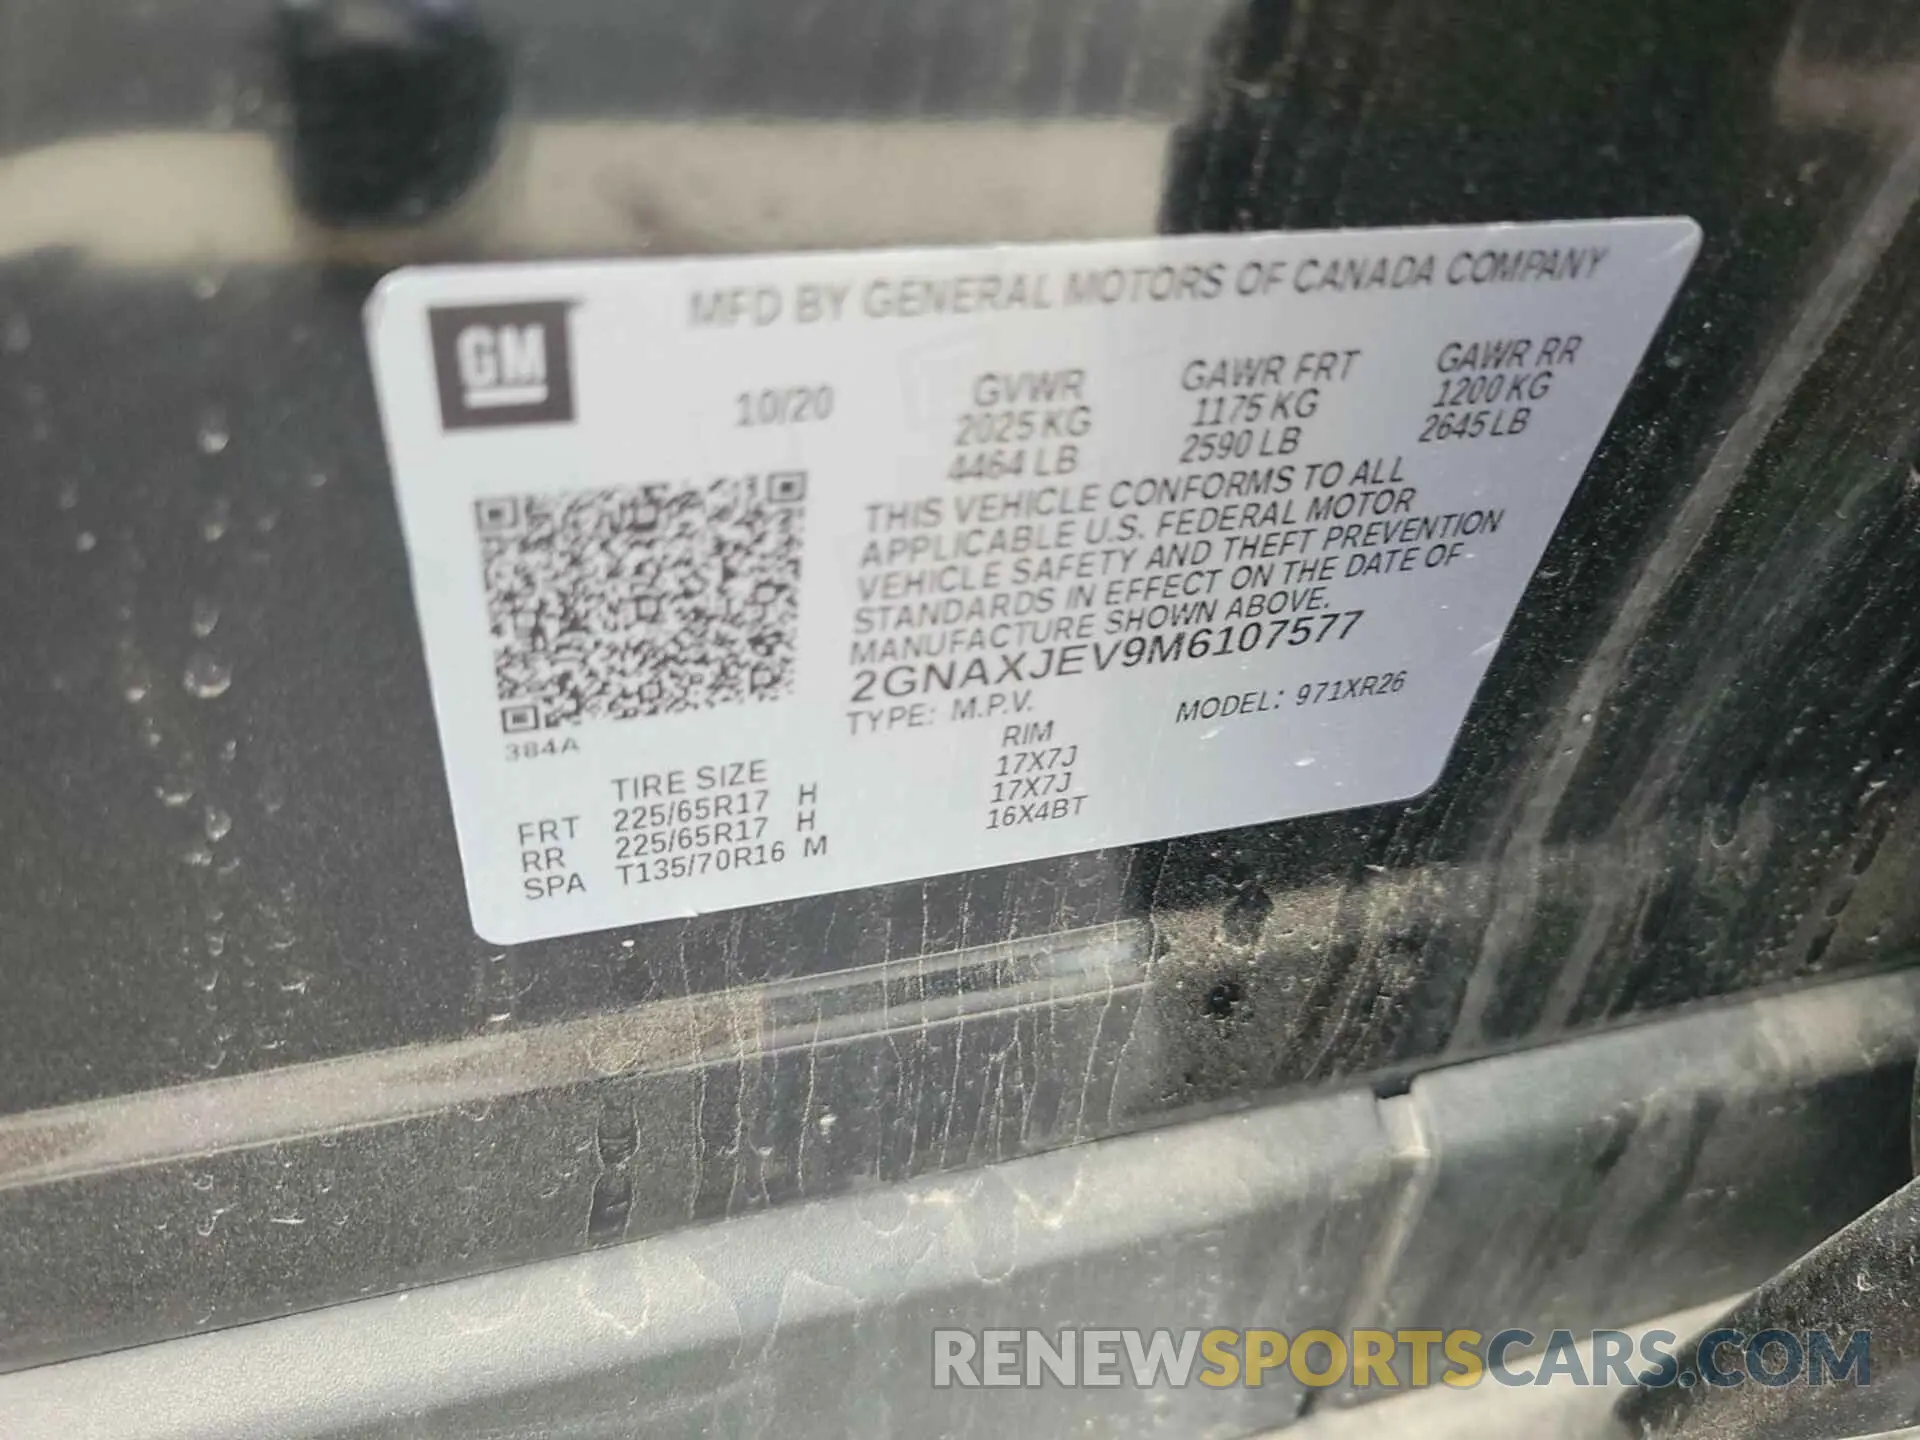 MFD BY GENERAL MOTORS OF CANADA COMPANY
GM
10/20
GVWR GAWR FRT GAWR RR
2025 KG 1175 KG 1200 KG
4464 LB 2590 LB 2645 LB
THIS VEHICLE CONFORMS TO ALL
APPLICABLE U.S. FEDERAL MOTOR
VEHICLE SAFETY AND THEFT PREVENTION
STANDARDS IN EFFECT ON THE DATE OF
MANUFACTURE SHOWN ABOVE.
2GNAXJEV9M6107577
TYPE: M.P.V. MODEL: 971XR26
384A
TIRE SIZE RIM
FRT 225/65R17 H 17X7J
RR 225/65R17 H 17X7J
SPA T135/70R16 M 16X4BT
RENEWSPORTSCARS.COM